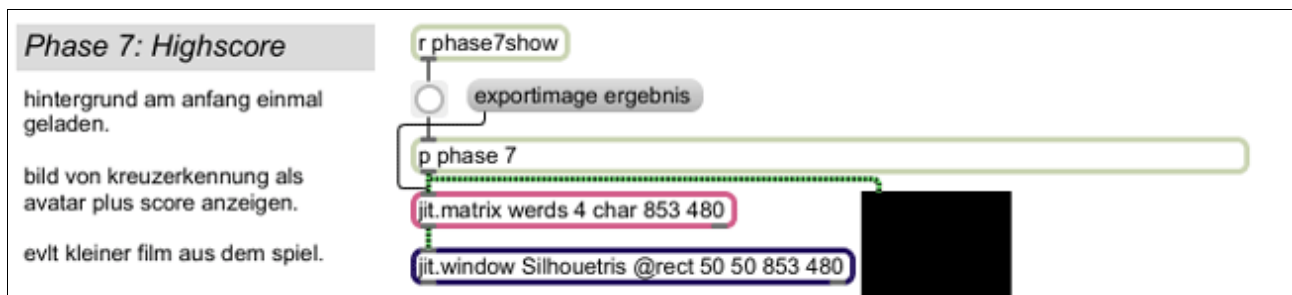 Phase 7: Highscore
hintergrund am anfang einmal
geladen.
bild von kreuzerkennung als
avatar plus score anzeigen.
evlt kleiner film aus dem spiel.
r phase7show
exportimage ergebnis
p phase 7
jit.matrix werds 4 char 853 480
jit.window Silhouetris @rect 50 50 853 480